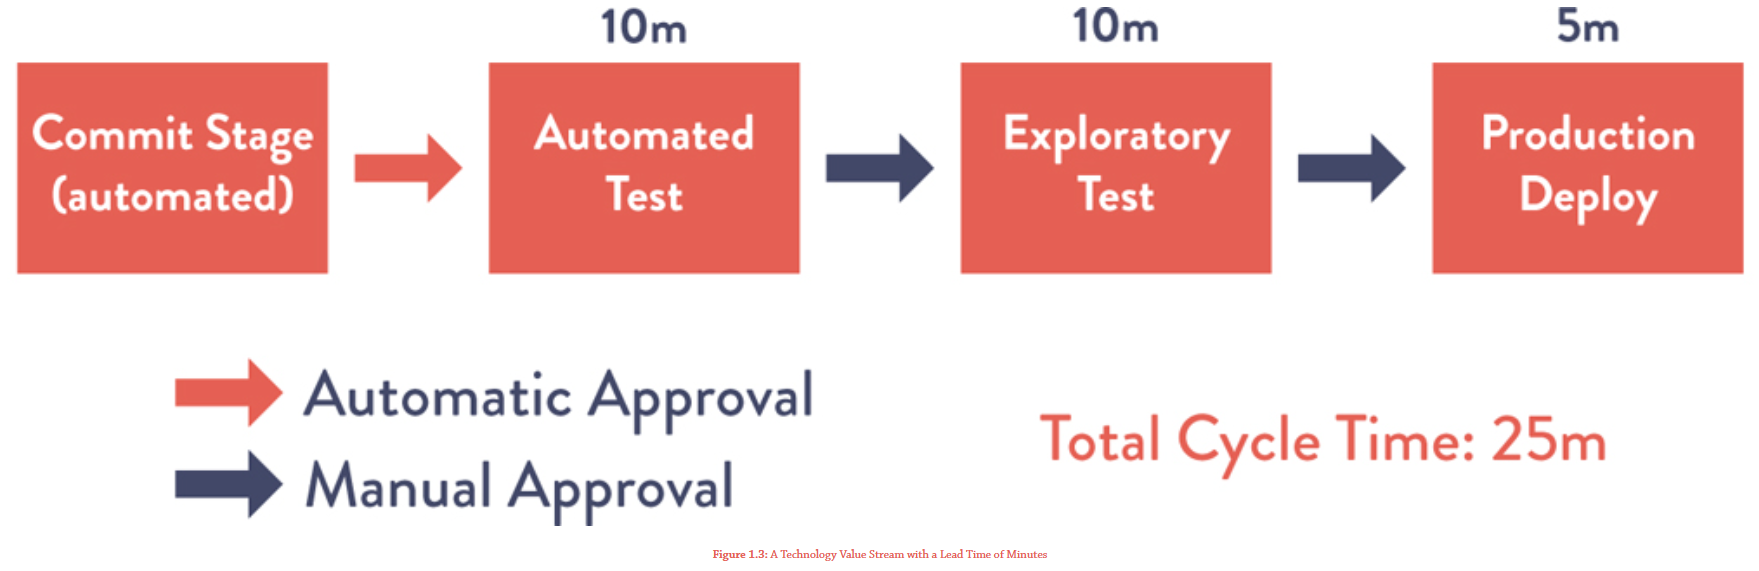 10m
10m
5m
Commit Stage
(automated)
Automated
Test
Exploratory
Test
Production
Deploy
Automatic Approval
Manual Approval
Total Cycle Time: 25m
Figure 1.3: A Technology Value Stream with a Lead Time of Minutes